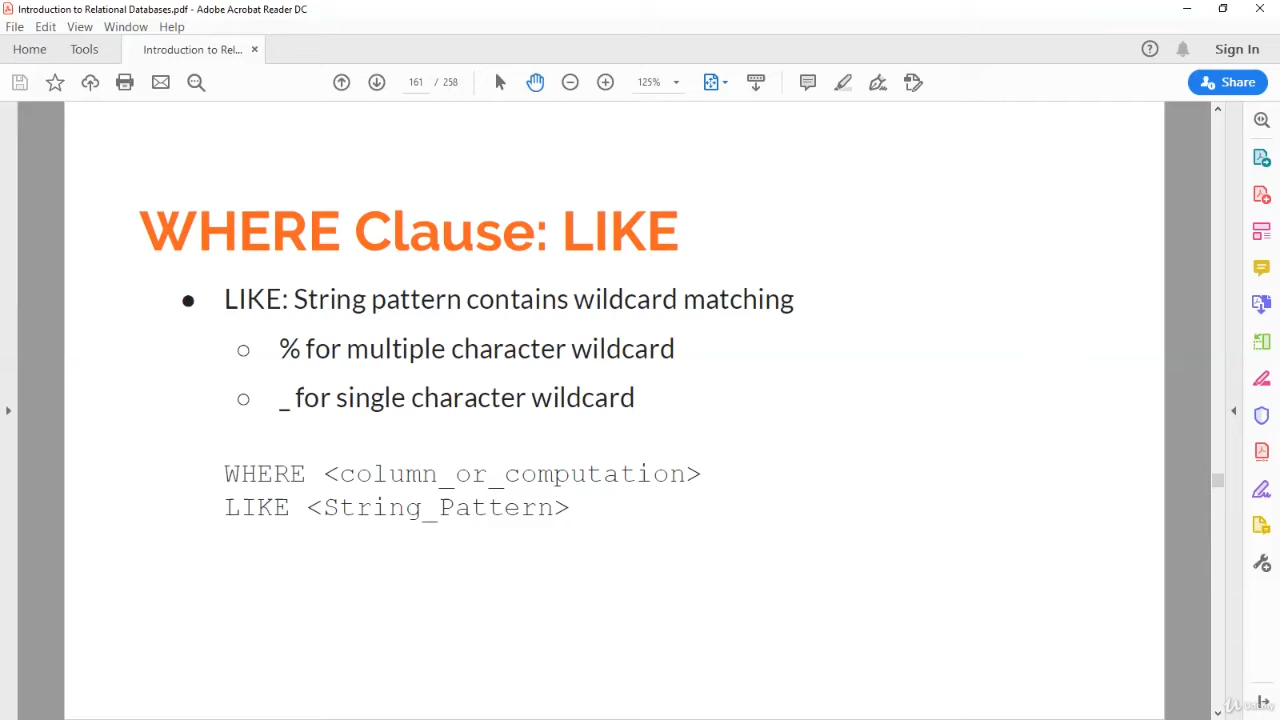 Introduction to Relational Databases.pdf - Adobe Acrobat Reader DC
File Edit View Window Help
Home Tools Introduction to Rel... × Sign In
161 / 258 125% Share
WHERE Clause: LIKE
● LIKE: String pattern contains wildcard matching
○ % for multiple character wildcard
○ _ for single character wildcard
WHERE <column_or_computation>
LIKE <String_Pattern>
Udemy